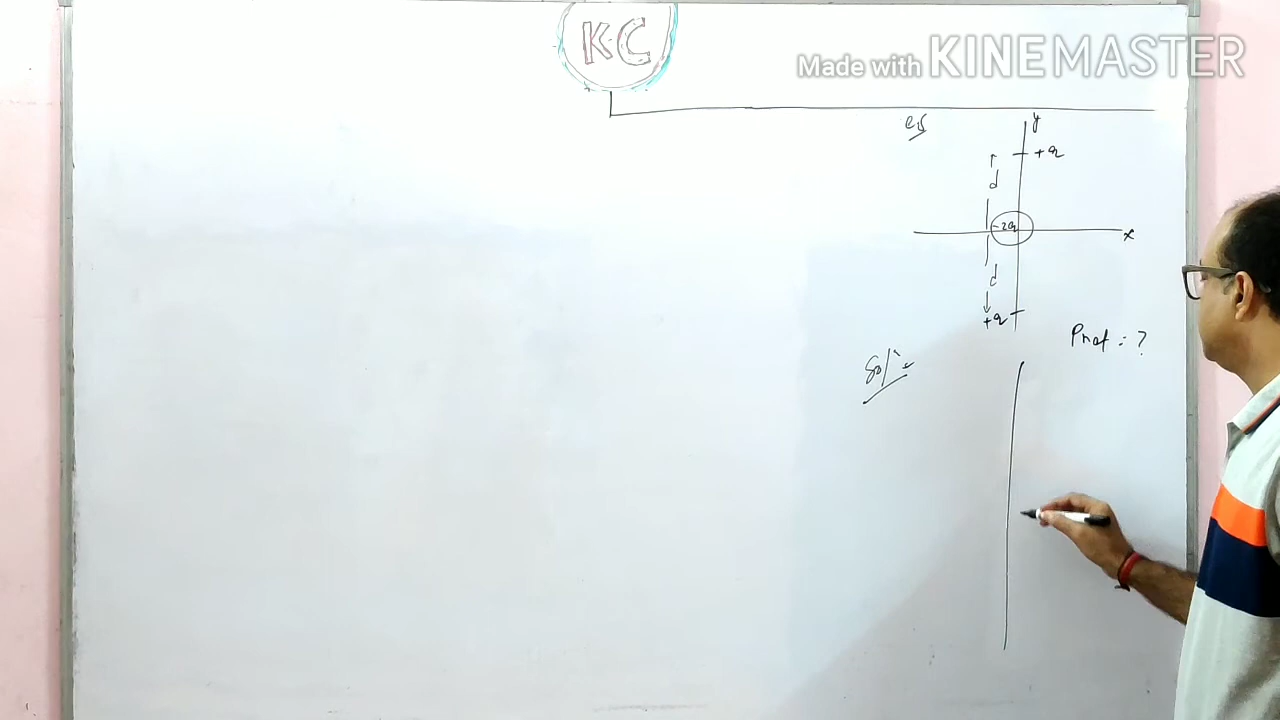 KC
Made with KINEMASTER
eg
y
+q
d
-2q
x
d
+q
Pnet = ?
Sol^n